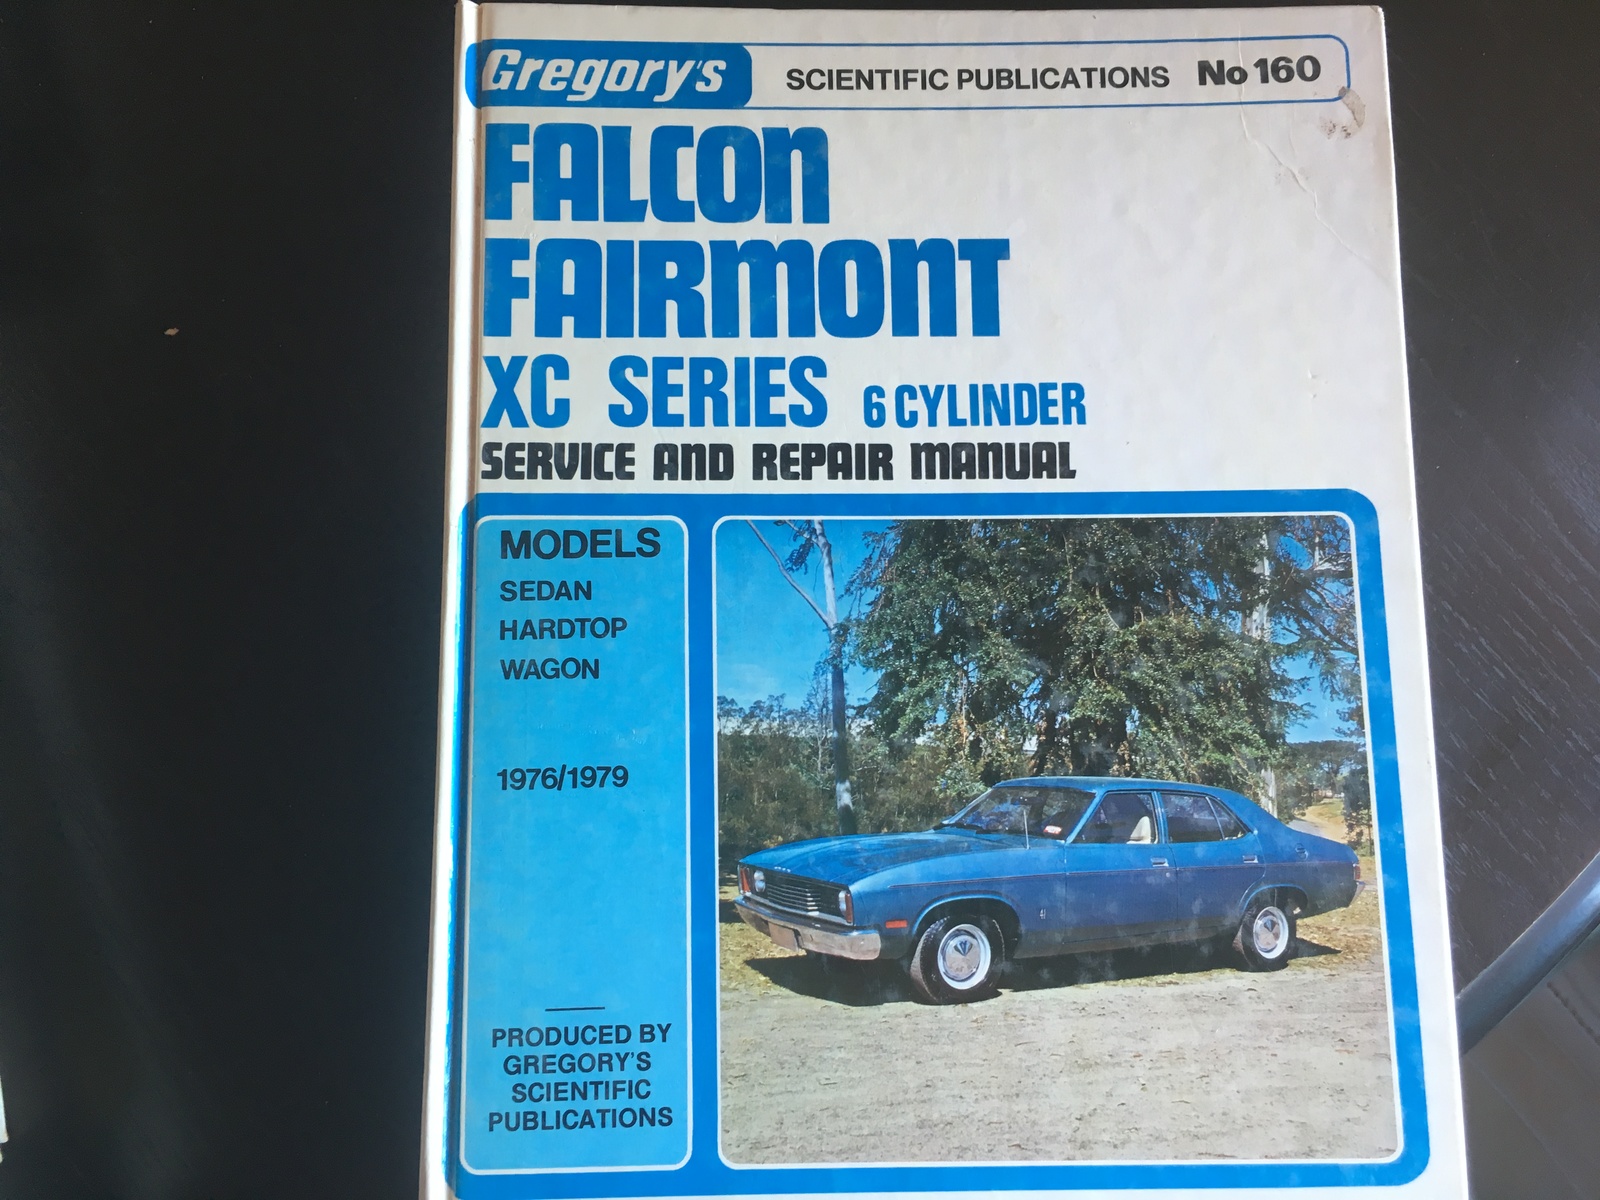 Gregory's SCIENTIFIC PUBLICATIONS No 160
FALCON
FAIRMONT
XC SERIES 6 CYLINDER
SERVICE AND REPAIR MANUAL
MODELS
SEDAN
HARDTOP
WAGON
1976/1979
PRODUCED BY
GREGORY'S
SCIENTIFIC
PUBLICATIONS